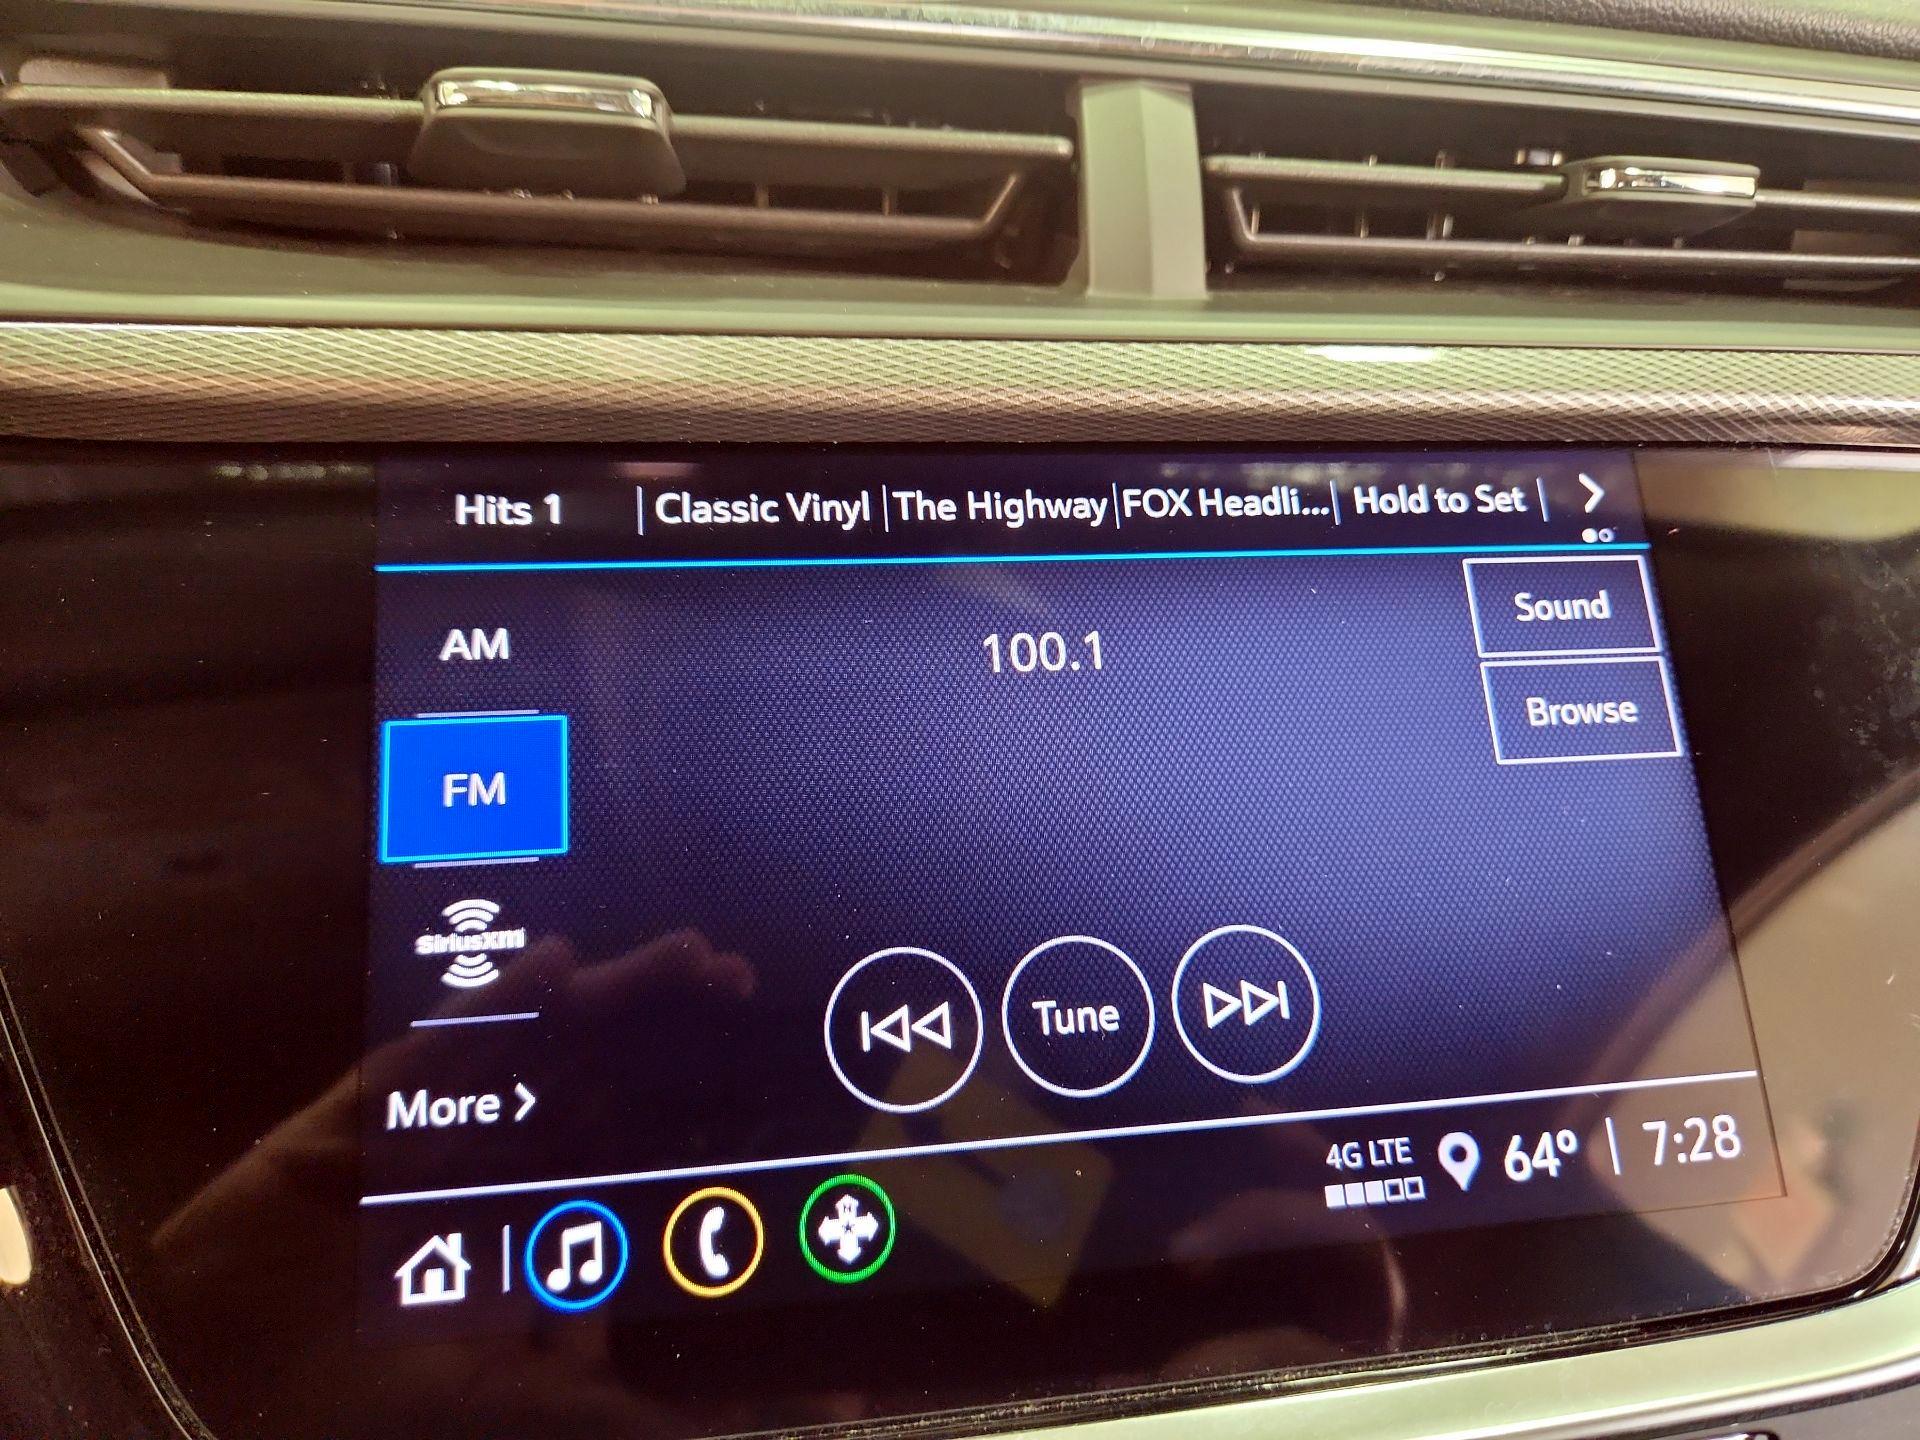 Hits 1 | Classic Vinyl | The Highway | FOX Headli... | Hold to Set |
Sound
AM
100.1
Browse
FM
siriusxm
Tune
More >
4G LTE 64° | 7:28